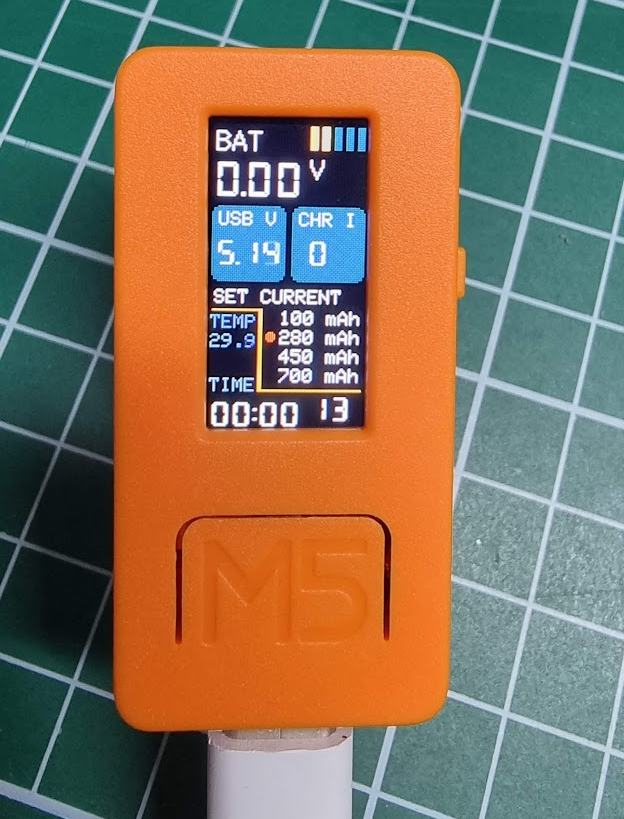 BAT
0.00 V
USB V CHR I
5.14 0
SET CURRENT
TEMP 100 mAh
29.9 280 mAh
450 mAh
TIME 700 mAh
00:00 13
M5